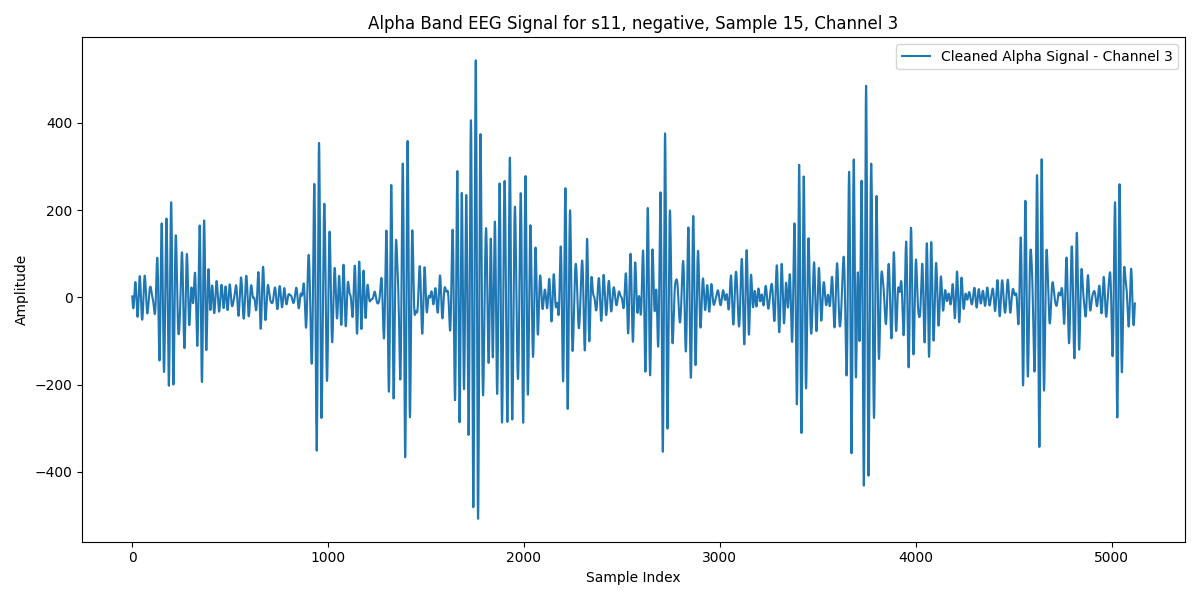 Alpha Band EEG Signal for s11, negative, Sample 15, Channel 3
Cleaned Alpha Signal - Channel 3
Amplitude
400
200
0
−200
−400
0 1000 2000 3000 4000 5000
Sample Index